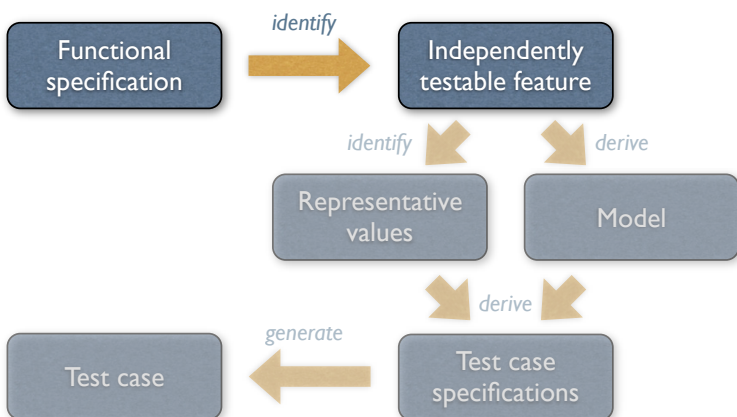 identify
Functional
specification
Independently
testable feature
identify
derive
Representative
values
Model
derive
generate
Test case
Test case
specifications